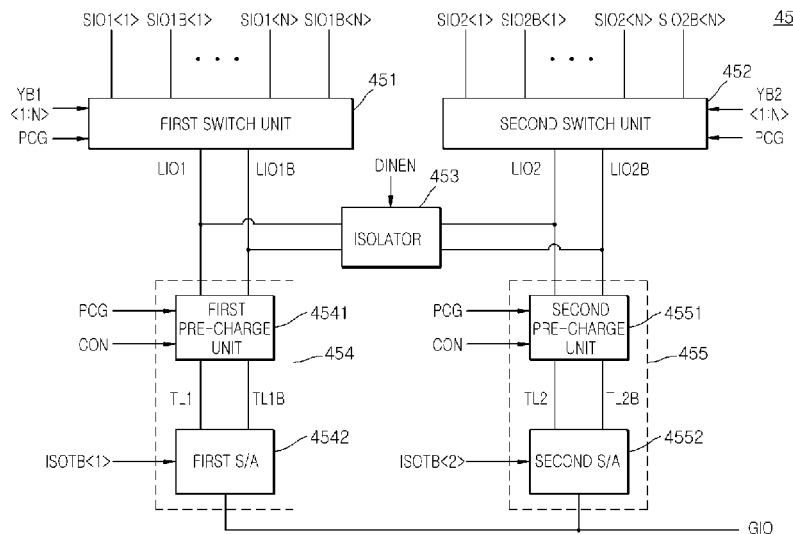 SIO1<1> SIO1B<1> SIO1<N> SIO1B<N> SIO2<1> SIO2B<1> SIO2<N> SIO2B<N> 45
. . . . . .
451 452
YB1
<1:N>
PCG
FIRST SWITCH UNIT
SECOND SWITCH UNIT
YB2
<1:N>
PCG
LIO1 LIO1B DINEN LIO2 LIO2B
453
ISOLATOR
PCG
CON
FIRST
PRE-CHARGE
UNIT
4541
454
PCG
CON
SECOND
PRE-CHARGE
UNIT
4551
455
TL1 TL1B TL2 TL2B
4542 4552
ISOTB<1> FIRST S/A ISOTB<2> SECOND S/A
GIO